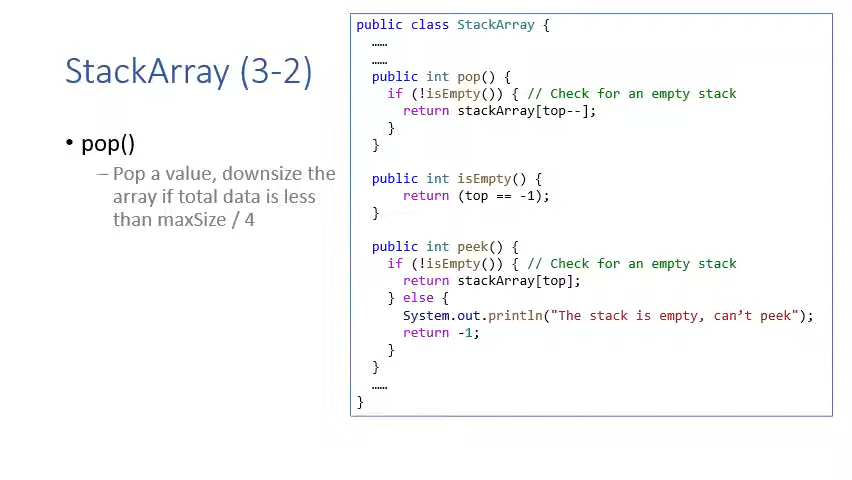 StackArray (3-2)
• pop()
– Pop a value, downsize the
array if total data is less
than maxSize / 4
public class StackArray {
……
……
public int pop() {
if (!isEmpty()) { // Check for an empty stack
return stackArray[top--];
}
}
public int isEmpty() {
return (top == -1);
}
public int peek() {
if (!isEmpty()) { // Check for an empty stack
return stackArray[top];
} else {
System.out.println("The stack is empty, can’t peek");
return -1;
}
}
……
}